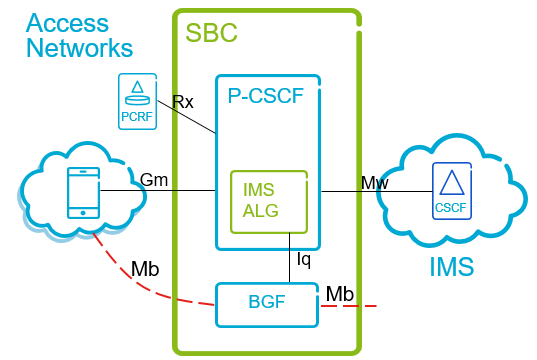 Access
Networks
SBC
PCRF
Rx
P-CSCF
Gm
IMS
ALG
Mw
CSCF
Iq
IMS
Mb
BGF
Mb